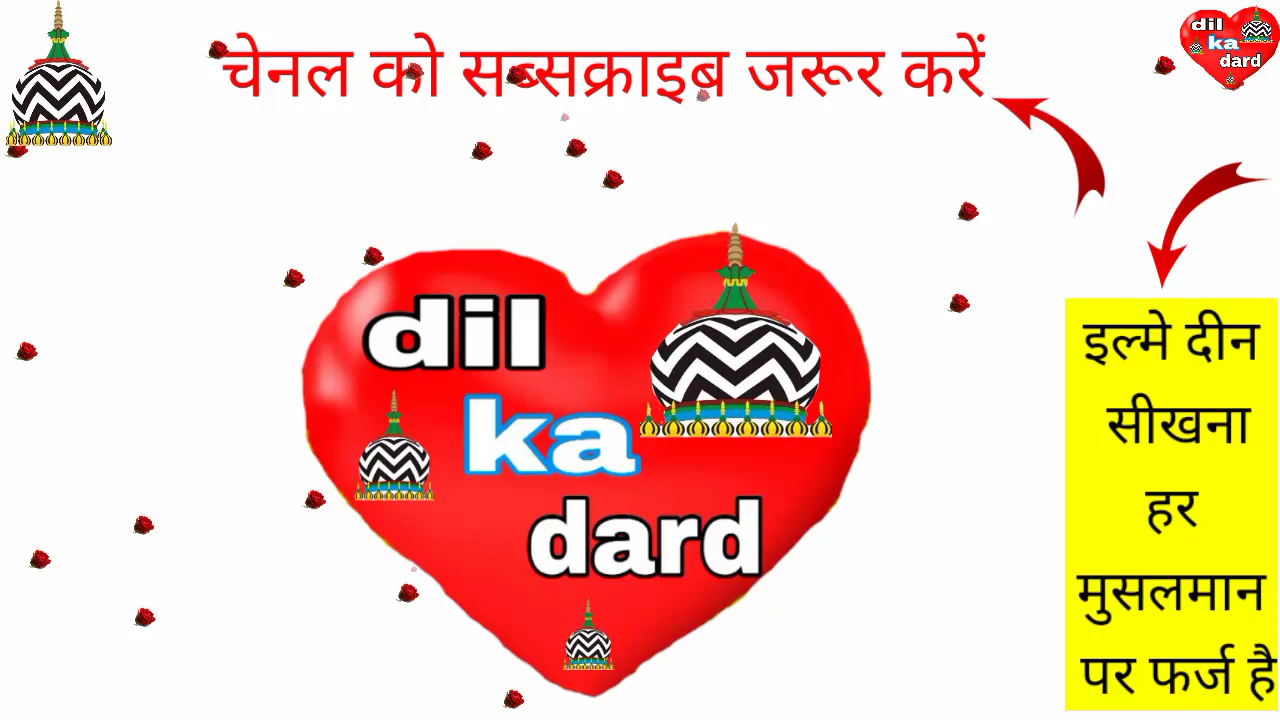 चेनल को सब्सक्राइब जरूर करें
dil
ka
dard
dil
ka
dard
इल्मे दीन
सीखना
हर
मुसलमान
पर फर्ज है